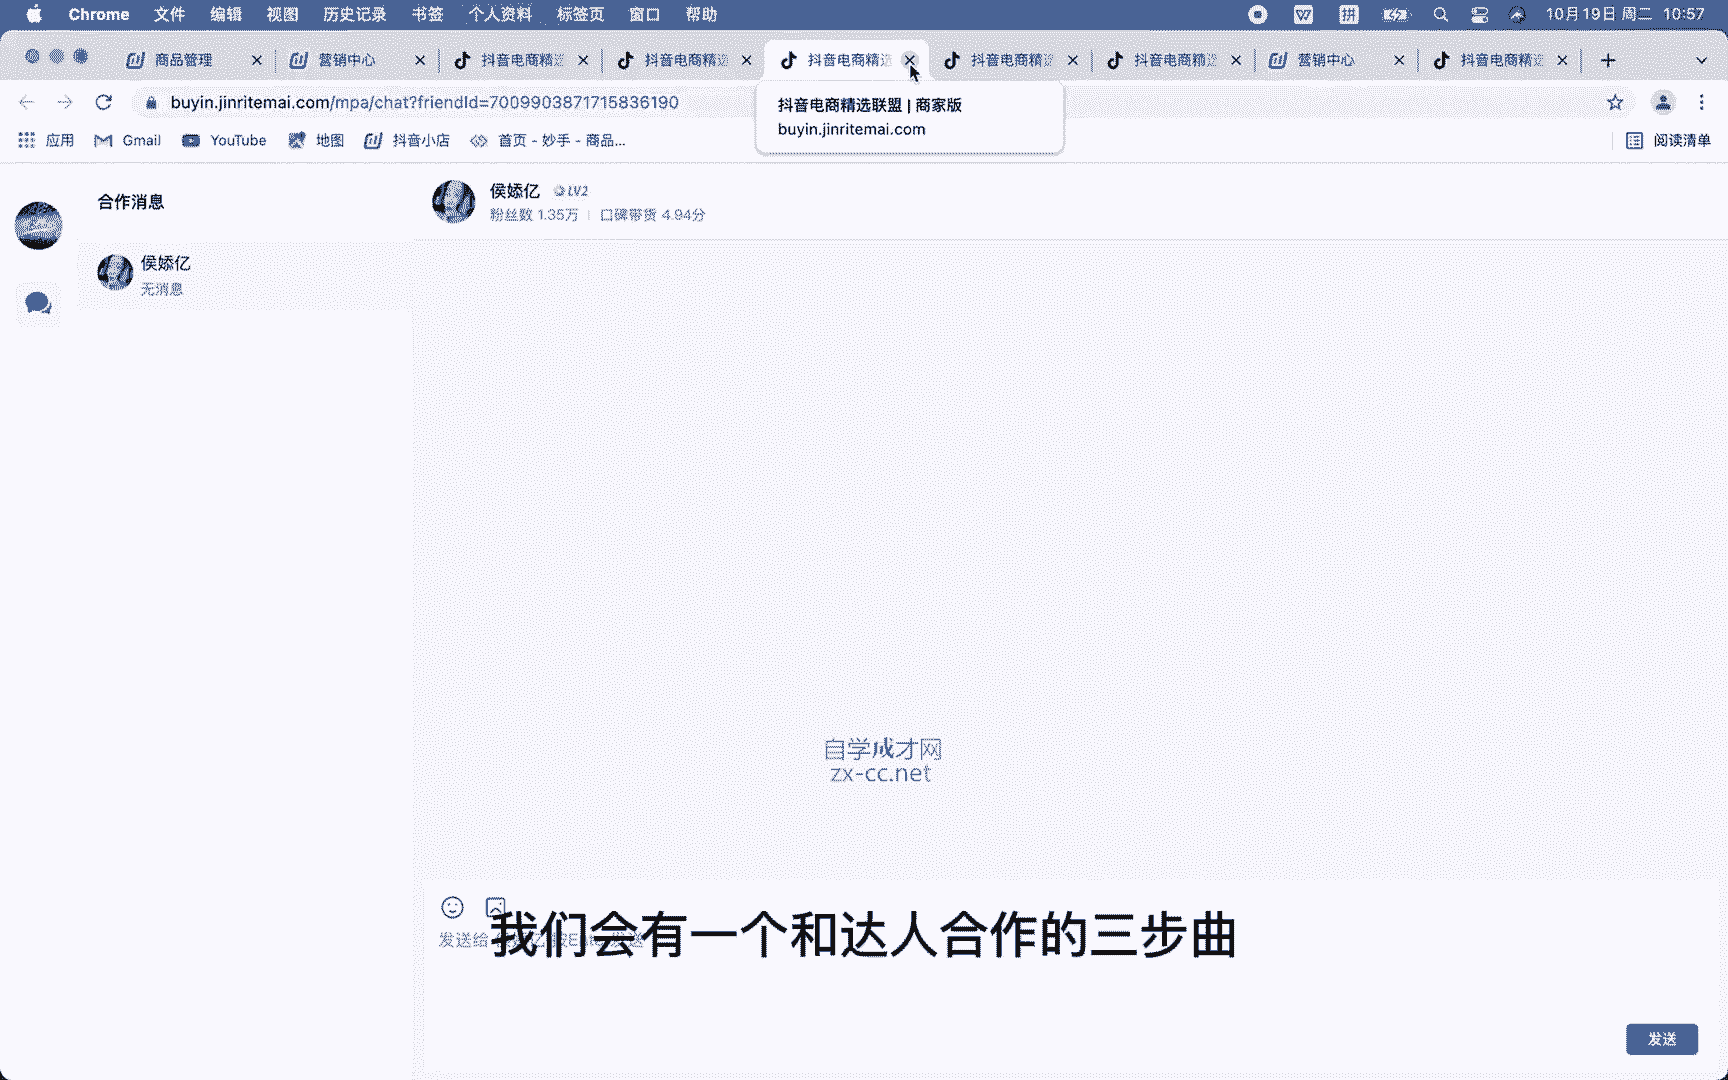 Chrome 文件 编辑 视图 历史记录 书签 个人资料 标签页 窗口 帮助 拼 10月19日 周二 10:57
商品管理 营销中心 抖音电商精选 抖音电商精选 抖音电商精选 抖音电商精选 抖音电商精选 营销中心 抖音电商精选
buyin.jinritemai.com/mpa/chat?friendId=7009903871715836190
抖音电商精选联盟 | 商家版
buyin.jinritemai.com
应用 Gmail YouTube 地图 抖音小店 首页 - 妙手 - 商品... 阅读清单
合作消息
侯婖亿 LV2
粉丝数 1.35万 | 口碑带货 4.94分
侯婖亿
无消息
自学成才网
zx-cc.net
发送给
我们会有一个和达人合作的三步曲
发送